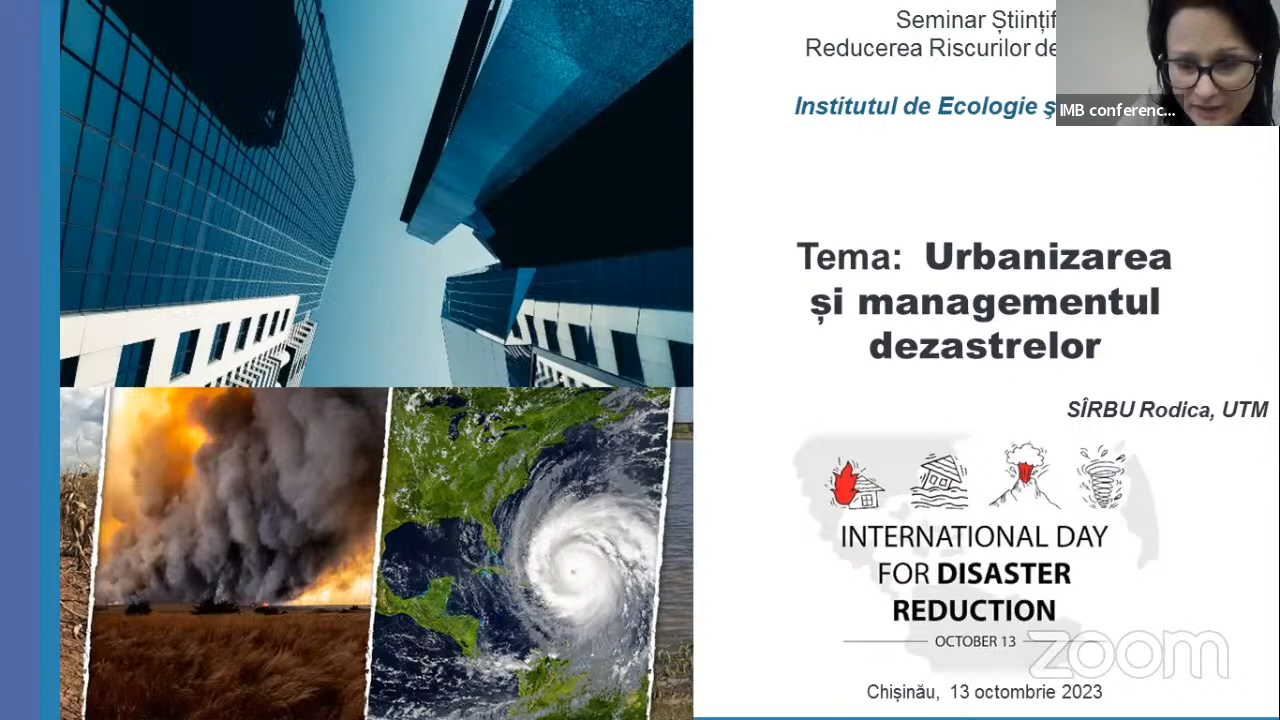 Seminar Științif
Reducerea Riscurilor de
Institutul de Ecologie ş
IMB conferenc...
Tema: Urbanizarea
și managementul
dezastrelor
SÎRBU Rodica, UTM
INTERNATIONAL DAY
FOR DISASTER
REDUCTION
OCTOBER 13
zoom
Chișinău, 13 octombrie 2023